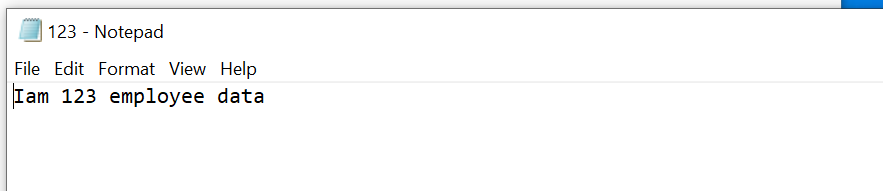 123 - Notepad
File Edit Format View Help
Iam 123 employee data